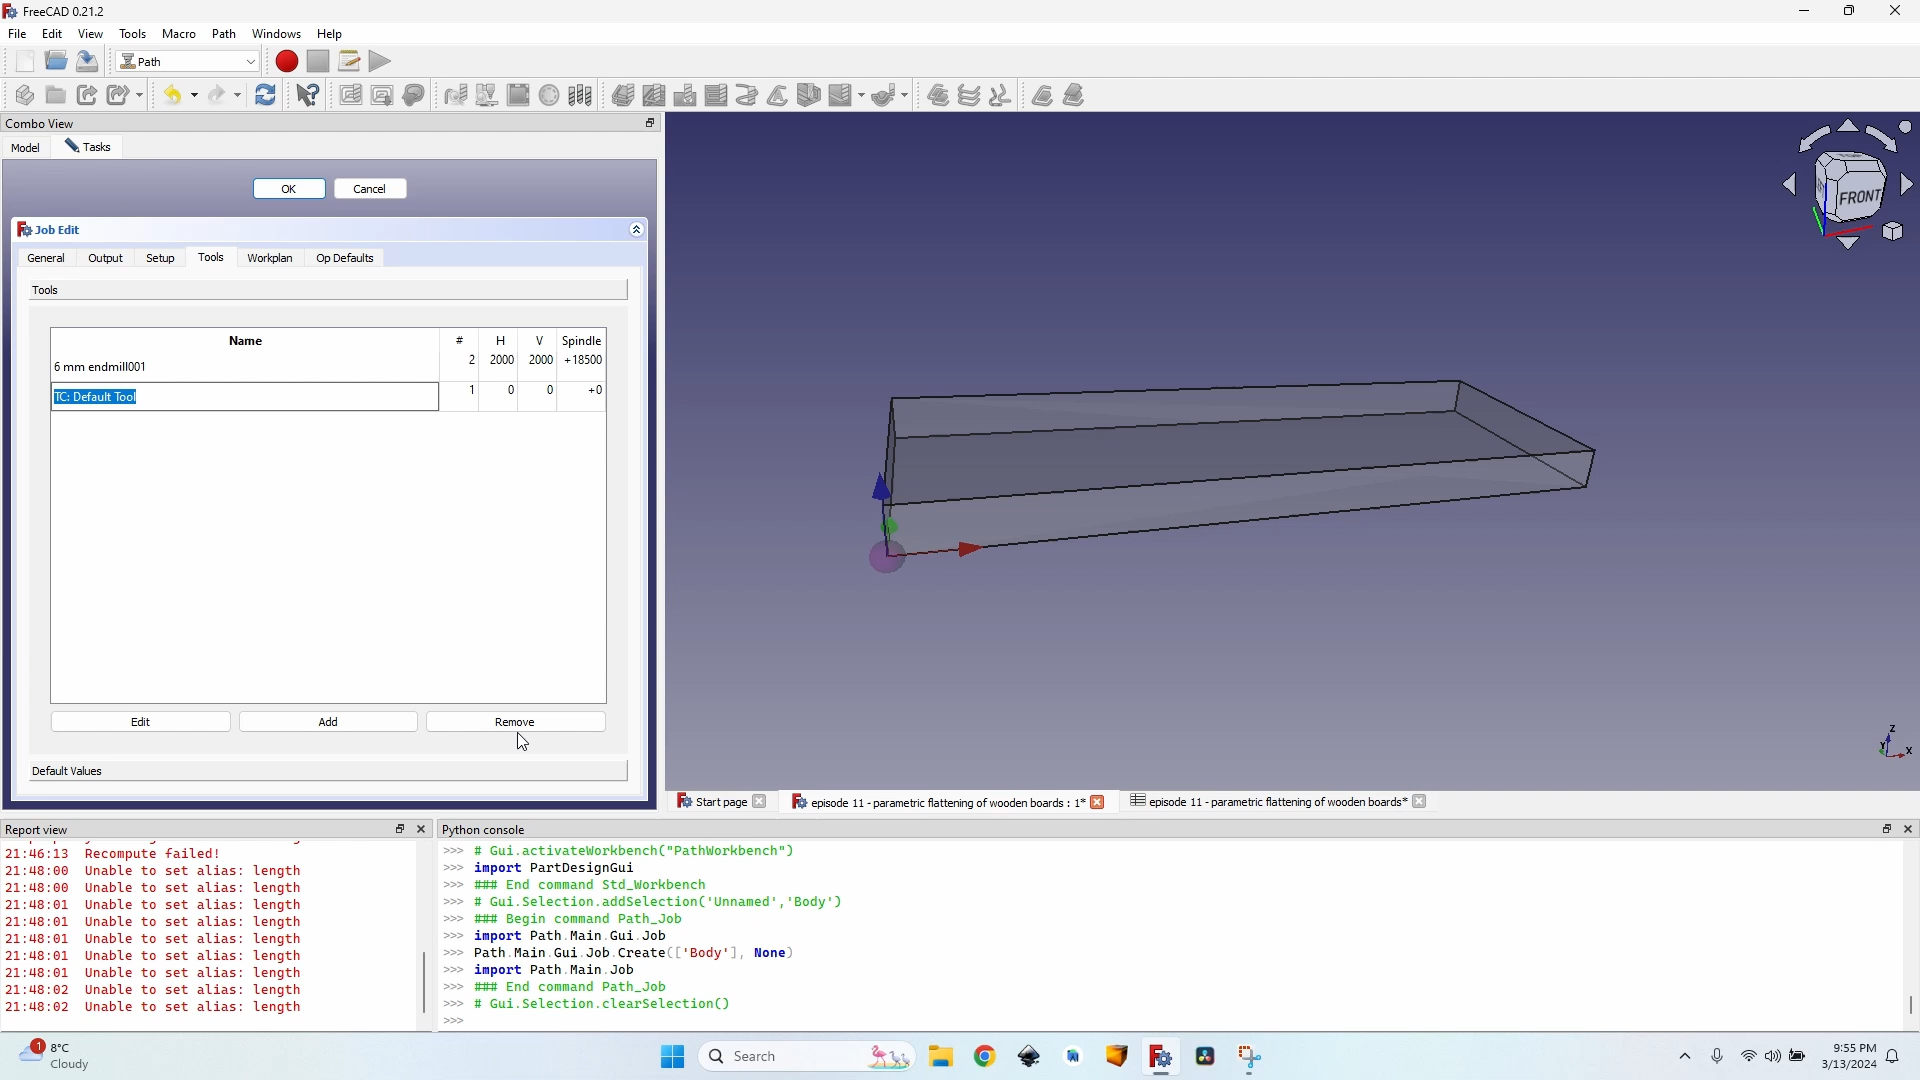 FreeCAD 0.21.2
File Edit View Tools Macro Path Windows Help
Path
Combo View
Model Tasks
OK Cancel
Job Edit
General Output Setup Tools Workplan Op Defaults
Tools
Name # H V Spindle
6 mm endmill001 2 2000 2000 +18500
TC: Default Tool 1 0 0 +0
Edit Add Remove
Default Values
FRONT
Z
Y X
Start page episode 11 - parametric flattening of wooden boards : 1* episode 11 - parametric flattening of wooden boards*
Report view
21:46:13 Recompute failed!
21:48:00 Unable to set alias: length
21:48:00 Unable to set alias: length
21:48:01 Unable to set alias: length
21:48:01 Unable to set alias: length
21:48:01 Unable to set alias: length
21:48:01 Unable to set alias: length
21:48:01 Unable to set alias: length
21:48:02 Unable to set alias: length
21:48:02 Unable to set alias: length
Python console
>>> # Gui.activateWorkbench("PathWorkbench")
>>> import PartDesignGui
>>> ### End command Std_Workbench
>>> # Gui.Selection.addSelection('Unnamed','Body')
>>> ### Begin command Path_Job
>>> import Path.Main.Gui.Job
>>> Path.Main.Gui.Job.Create(['Body'], None)
>>> import Path.Main.Job
>>> ### End command Path_Job
>>> # Gui.Selection.clearSelection()
>>>
1 8°C
Cloudy
Search
9:55 PM
3/13/2024